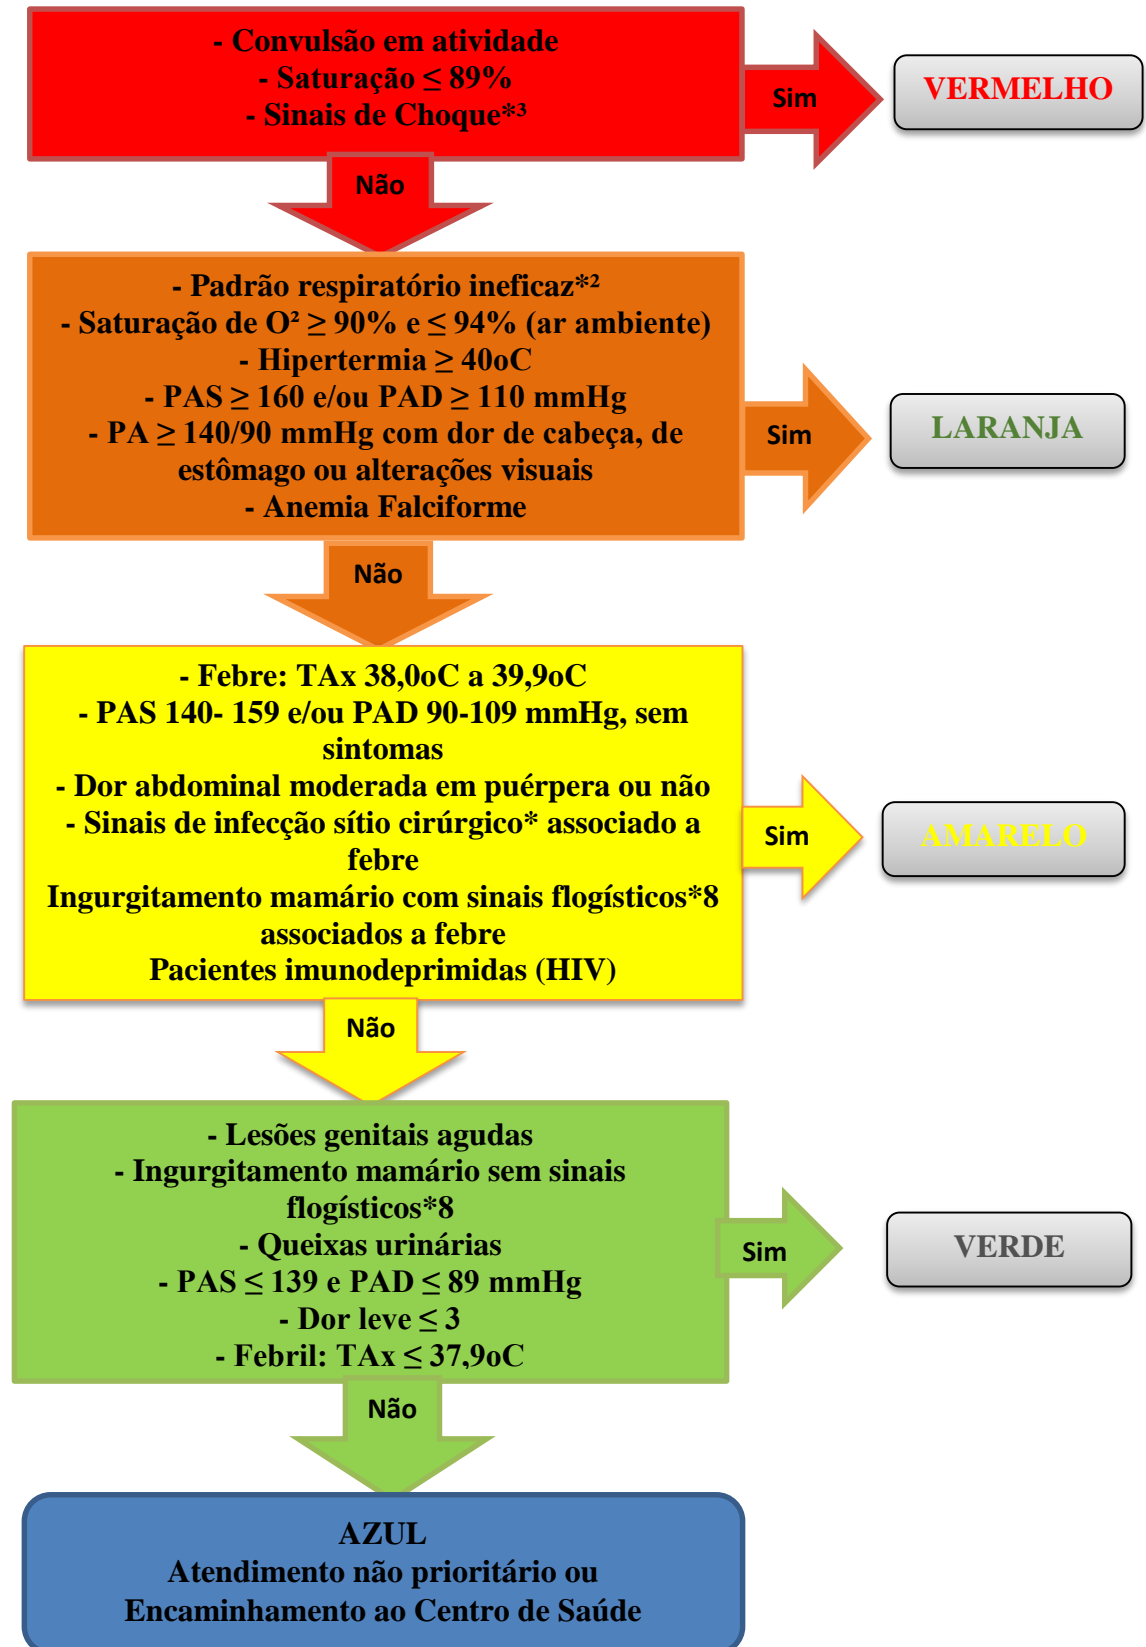 - Convulsão em atividade
- Saturação ≤ 89%
- Sinais de Choque*³
Sim
VERMELHO
Não
- Padrão respiratório ineficaz*²
- Saturação de O² ≥ 90% e ≤ 94% (ar ambiente)
- Hipertermia ≥ 40oC
- PAS ≥ 160 e/ou PAD ≥ 110 mmHg
- PA ≥ 140/90 mmHg com dor de cabeça, de
estômago ou alterações visuais
- Anemia Falciforme
Sim
LARANJA
Não
- Febre: TAx 38,0oC a 39,9oC
- PAS 140- 159 e/ou PAD 90-109 mmHg, sem
sintomas
- Dor abdominal moderada em puérpera ou não
- Sinais de infecção sítio cirúrgico* associado a
febre
Ingurgitamento mamário com sinais flogísticos*8
associados a febre
Pacientes imunodeprimidas (HIV)
Sim
AMARELO
Não
- Lesões genitais agudas
- Ingurgitamento mamário sem sinais
flogísticos*8
- Queixas urinárias
- PAS ≤ 139 e PAD ≤ 89 mmHg
- Dor leve ≤ 3
- Febril: TAx ≤ 37,9oC
Sim
VERDE
Não
AZUL
Atendimento não prioritário ou
Encaminhamento ao Centro de Saúde